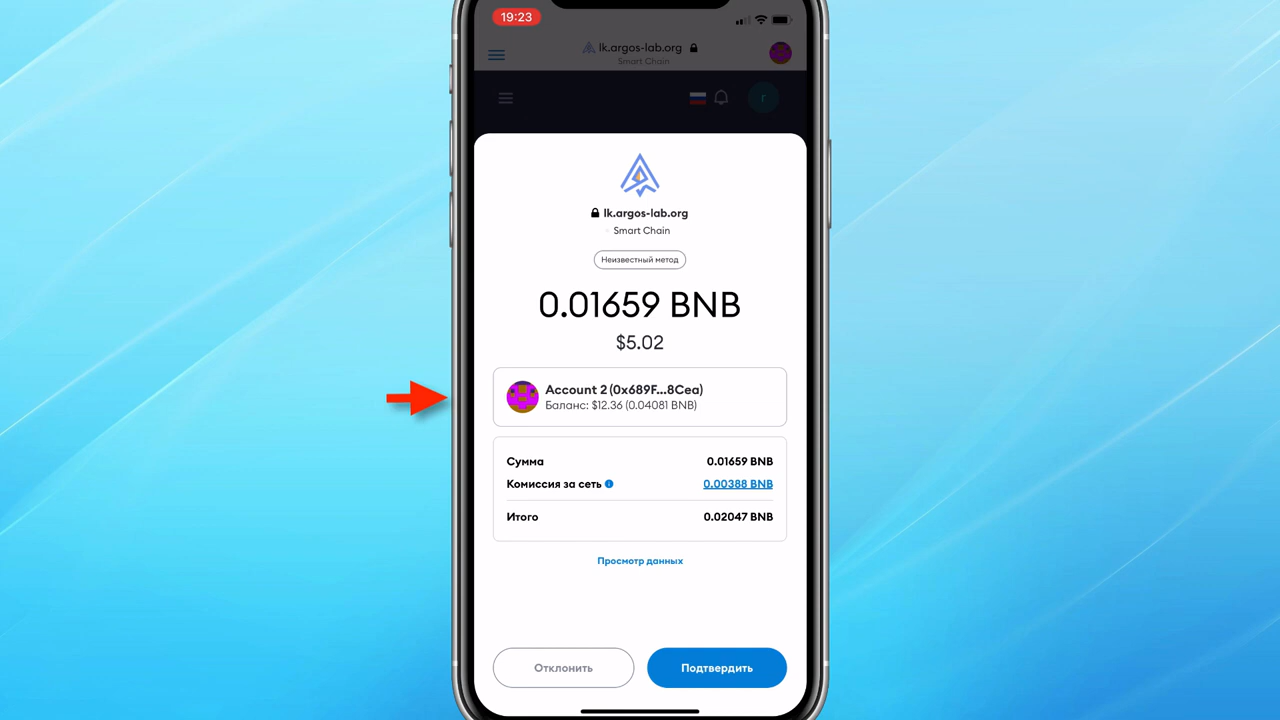 19:23
lk.argos-lab.org
Smart Chain
г
lk.argos-lab.org
Smart Chain
Неизвестный метод
0.01659 BNB
$5.02
Account 2 (0x689F...8Cea)
Баланс: $12.36 (0.04081 BNB)
Сумма 0.01659 BNB
Комиссия за сеть 0.00388 BNB
Итого 0.02047 BNB
Просмотр данных
Отклонить Подтвердить